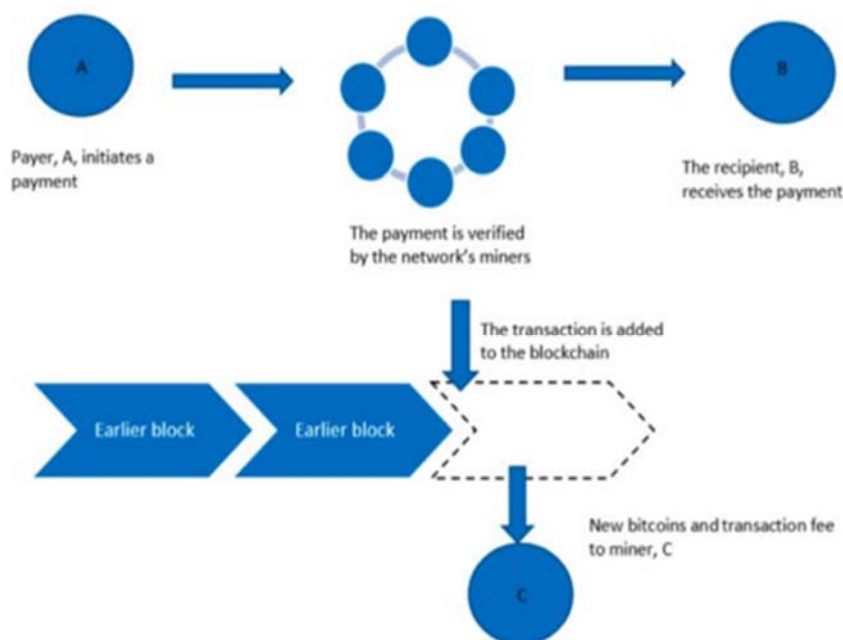 A
B
Payer, A, initiates a
payment
The recipient, B,
receives the payment
The payment is verified
by the network's miners
The transaction is added
to the blockchain
Earlier block
Earlier block
New bitcoins and transaction fee
to miner, C
C